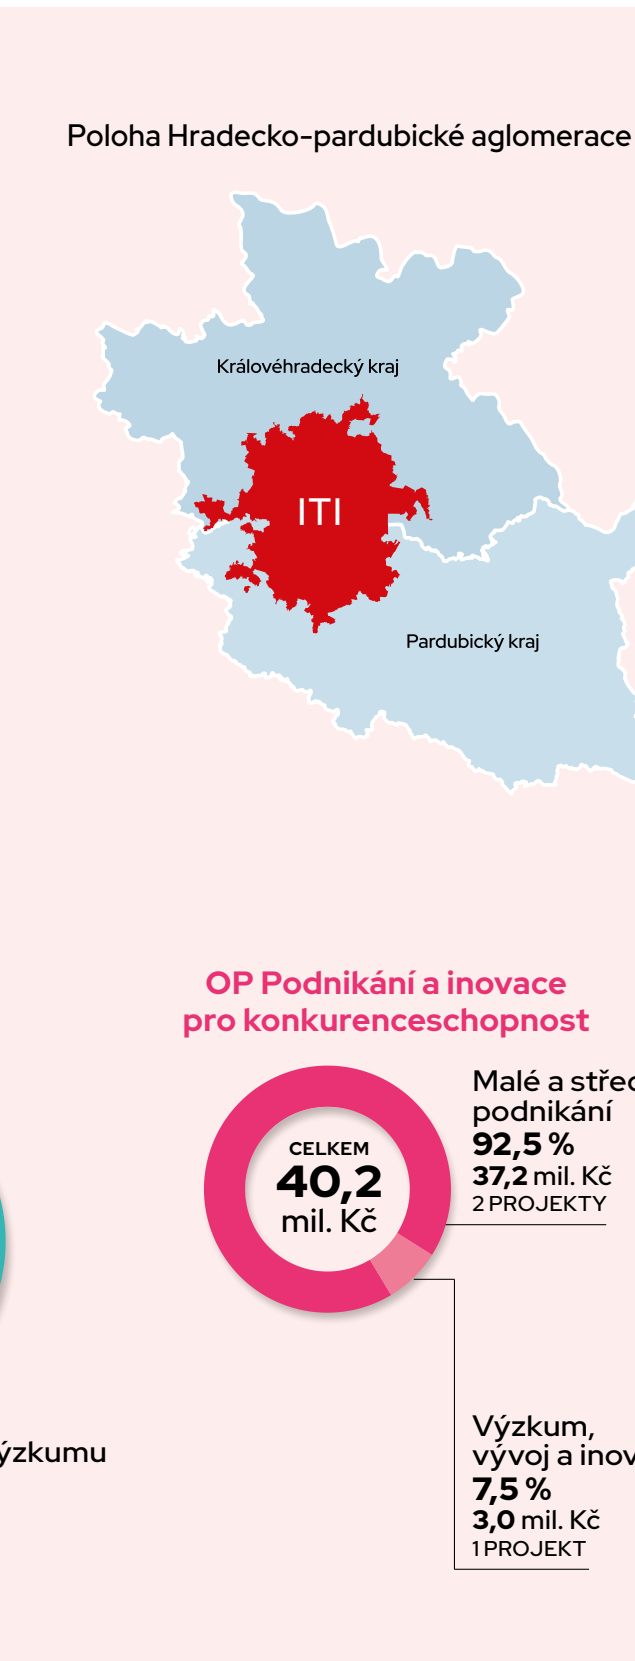 Poloha Hradecko-pardubické aglomerace
Královéhradecký kraj
ITI
Pardubický kraj
OP Podnikání a inovace
pro konkurenceschopnost
Malé a střed
podnikání
92,5 %
37,2 mil. Kč
2 PROJEKTY
CELKEM
40,2
mil. Kč
ýzkumu
Výzkum,
vývoj a inov
7,5 %
3,0 mil. Kč
1 PROJEKT